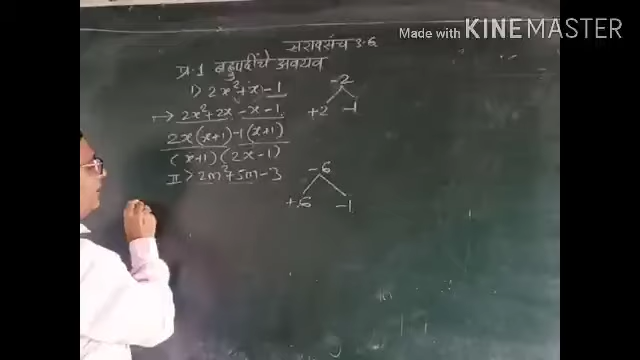 Made with KINEMASTER
सरावसंच 3.6
प्र.1 बहुपदींचे अवयव
1) 2x²+x-1
-2
+2 -1
→ 2x²+2x-x-1
2x(x+1)-1(x+1)
(x+1)(2x-1)
II> 2m²+5m-3
-6
+6 -1